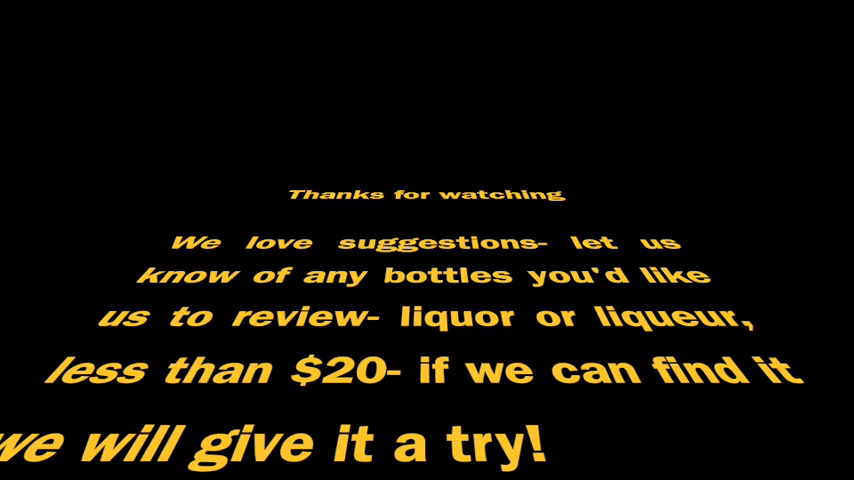 Thanks for watching
We love suggestions- let us
know of any bottles you'd like
us to review- liquor or liqueur,
less than $20- if we can find it
we will give it a try!